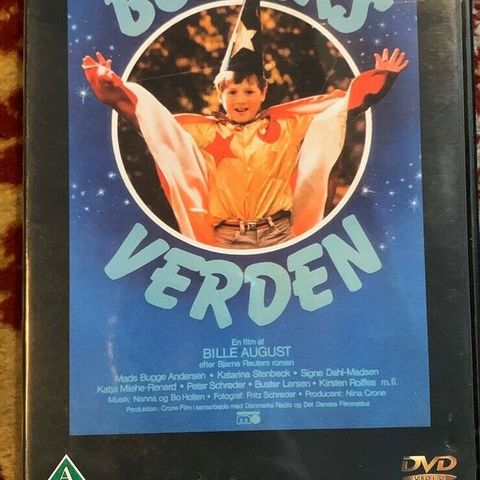 VERDEN
En film af
BILLE AUGUST
efter Bjarne Reuters roman
Mads Bugge Andersen • Katarina Stenbeck • Signe Dahl-Madsen
Katja Miehe-Renard • Peter Schrøder • Buster Larsen • Kirsten Rolffes m.fl.
Musik: Nanna og Bo Holten • Fotograf: Fritz Schrøder • Producent: Nina Crone
Produktion: Crone Film i samarbejde med Danmarks Radio og Det Danske Filminstitut
A
DVD
VIDEO